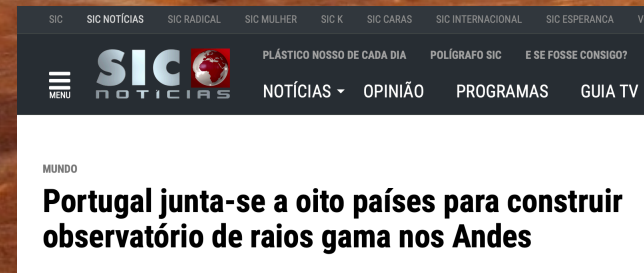 SIC SIC NOTÍCIAS SIC RADICAL SIC MULHER SIC K SIC CARAS SIC INTERNACIONAL SIC ESPERANCA V
PLÁSTICO NOSSO DE CADA DIA POLÍGRAFO SIC E SE FOSSE CONSIGO?
MENU SIC NOTÍCIAS NOTÍCIAS OPINIÃO PROGRAMAS GUIA TV
MUNDO
Portugal junta-se a oito países para construir
observatório de raios gama nos Andes